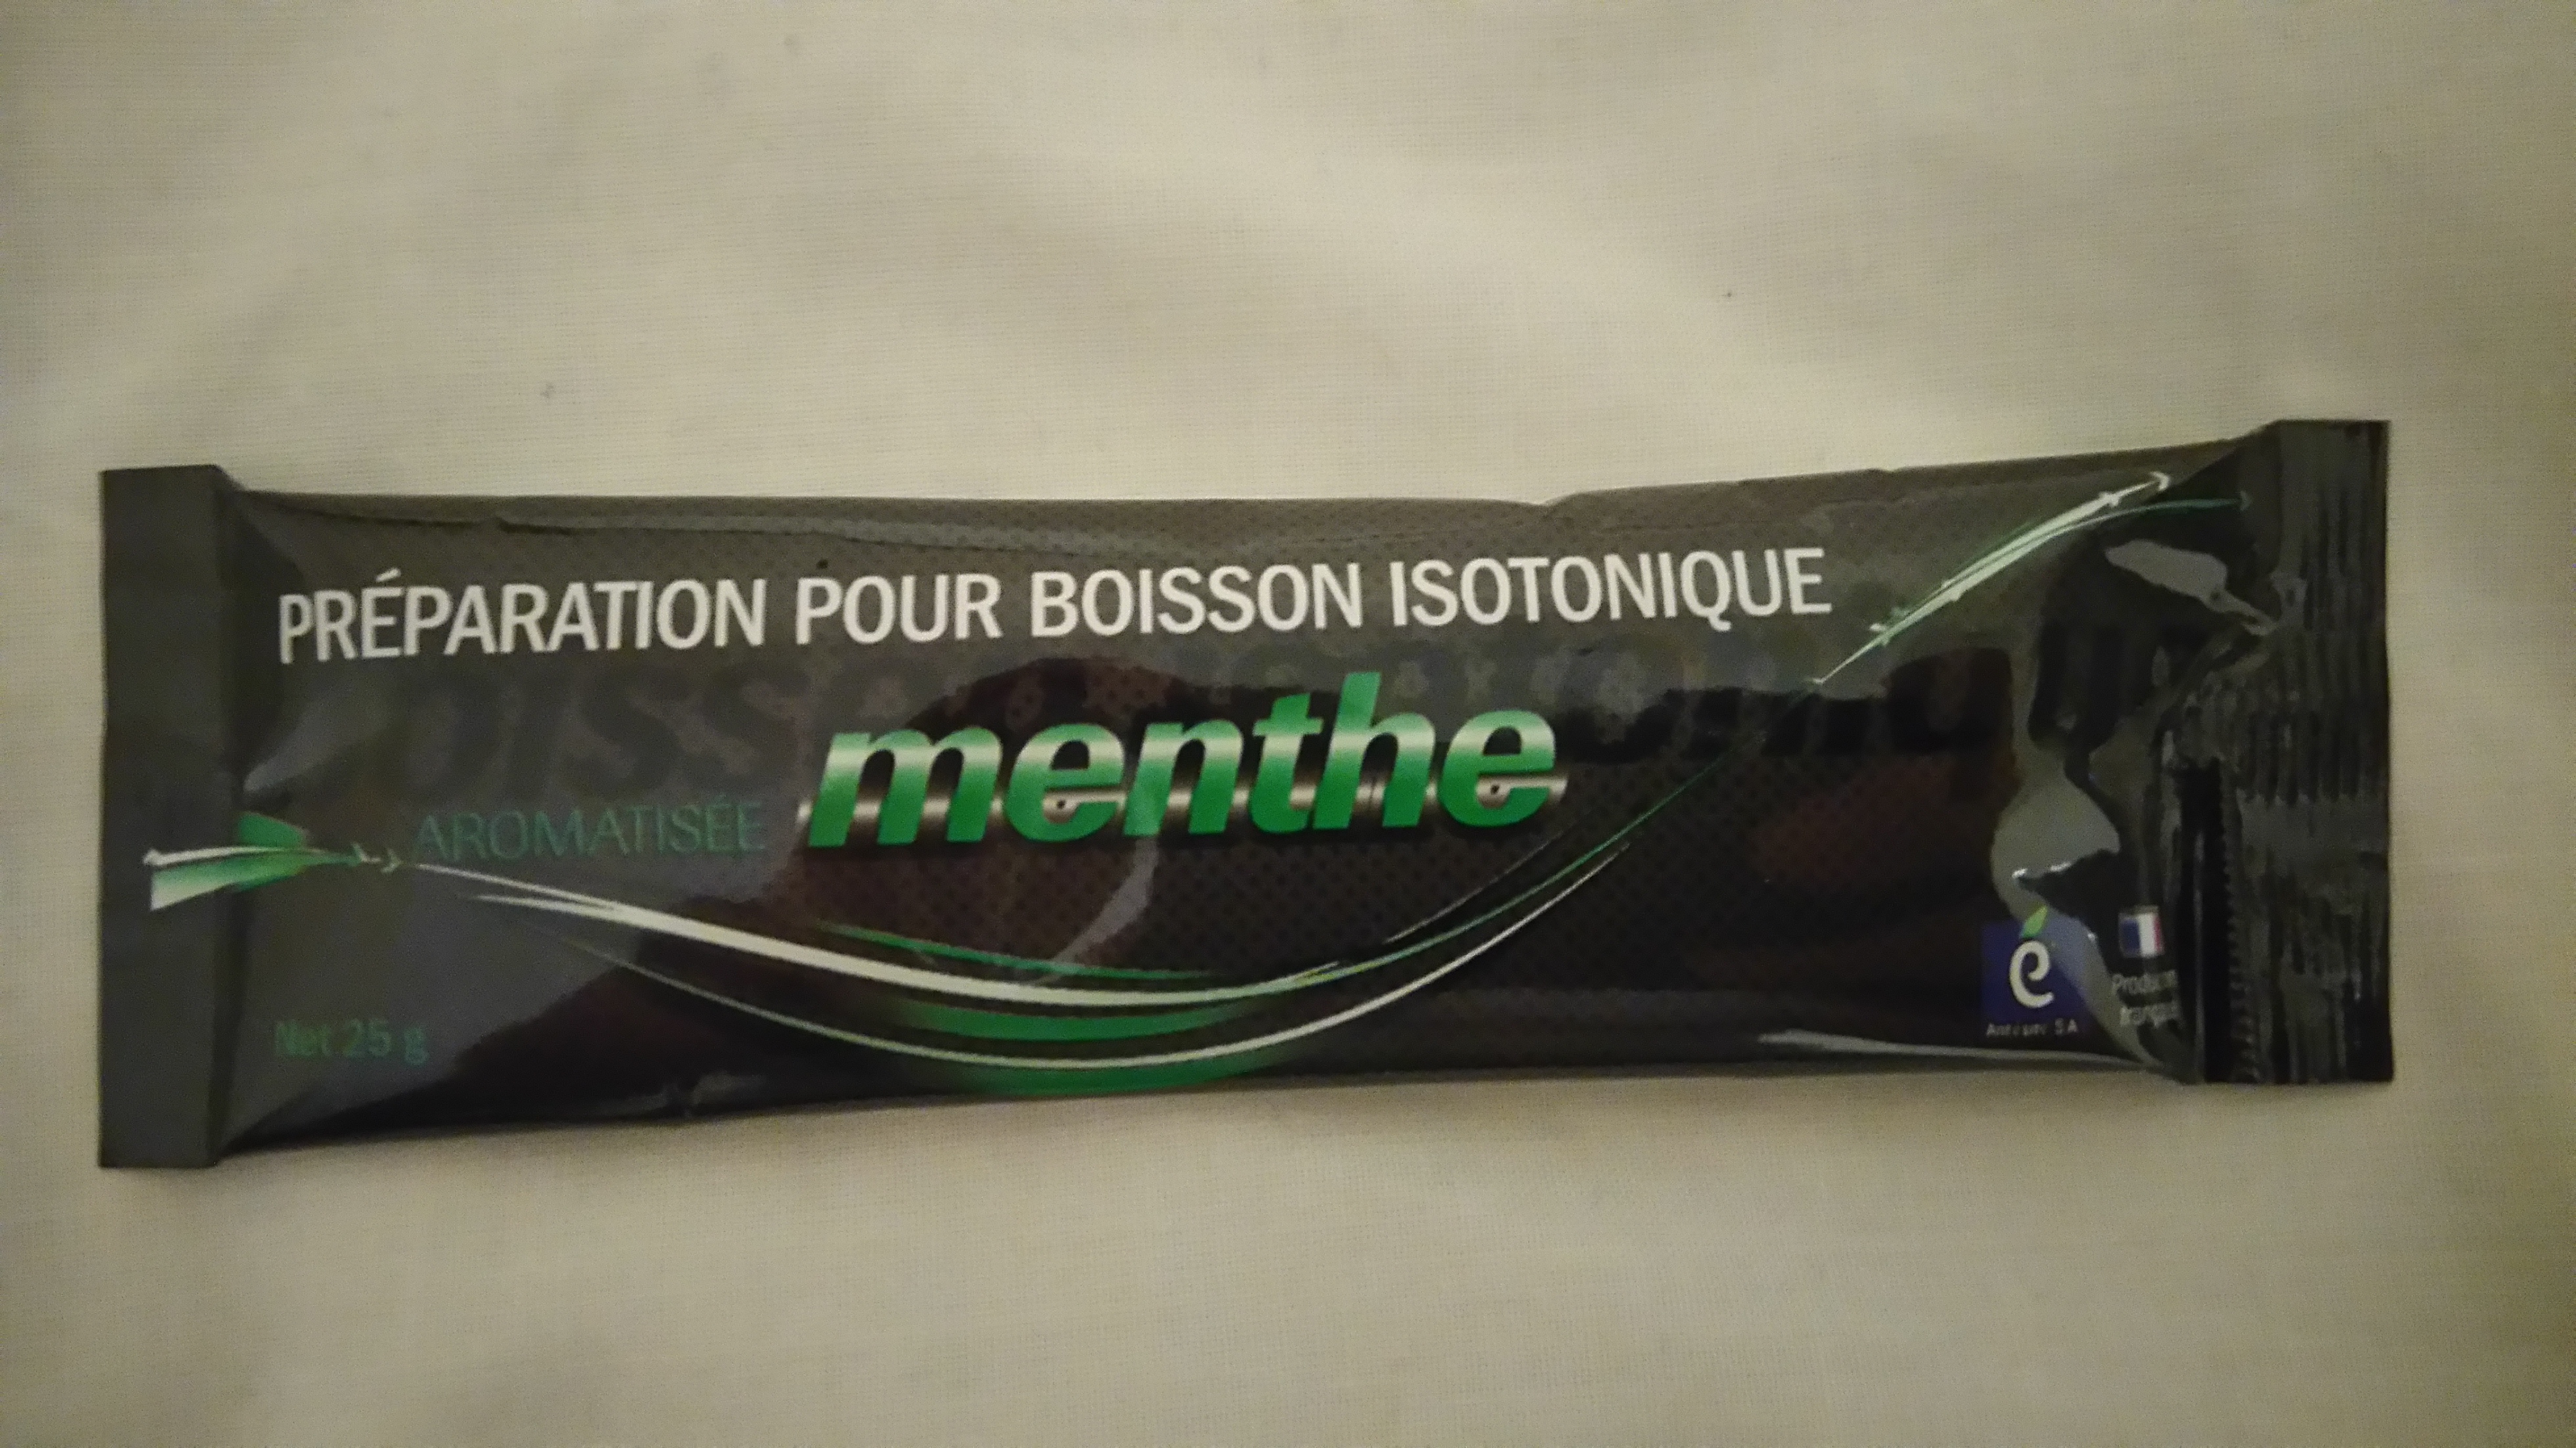 PRÉPARATION POUR BOISSON ISOTONIQUE
AROMATISÉE menthe
Net 25 g
è
S.A